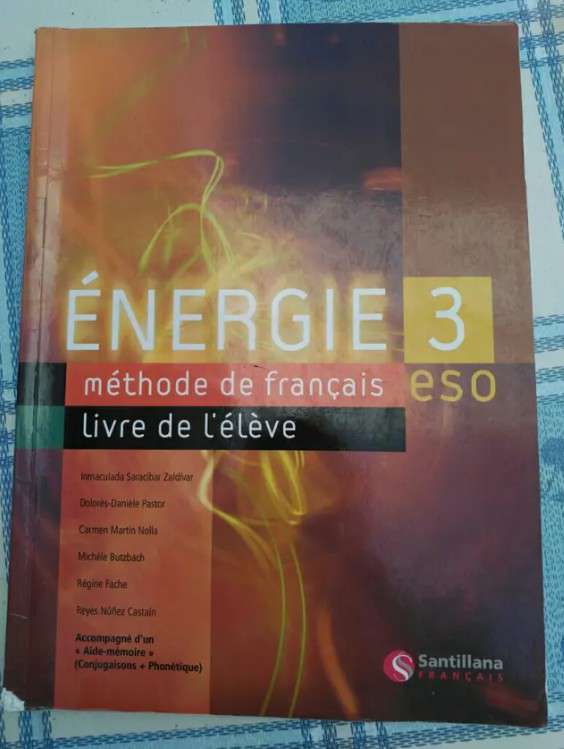 ÉNERGIE 3
méthode de français eso
livre de l'élève
Inmaculada Saracíbar Zaldívar
Dolorès-Danièle Pastor
Carmen Martín Nolla
Michèle Butzbach
Régine Fache
Reyes Núñez Castaín
Accompagné d'un
« Aide-mémoire »
(Conjugaisons + Phonétique)
S Santillana
FRANÇAIS